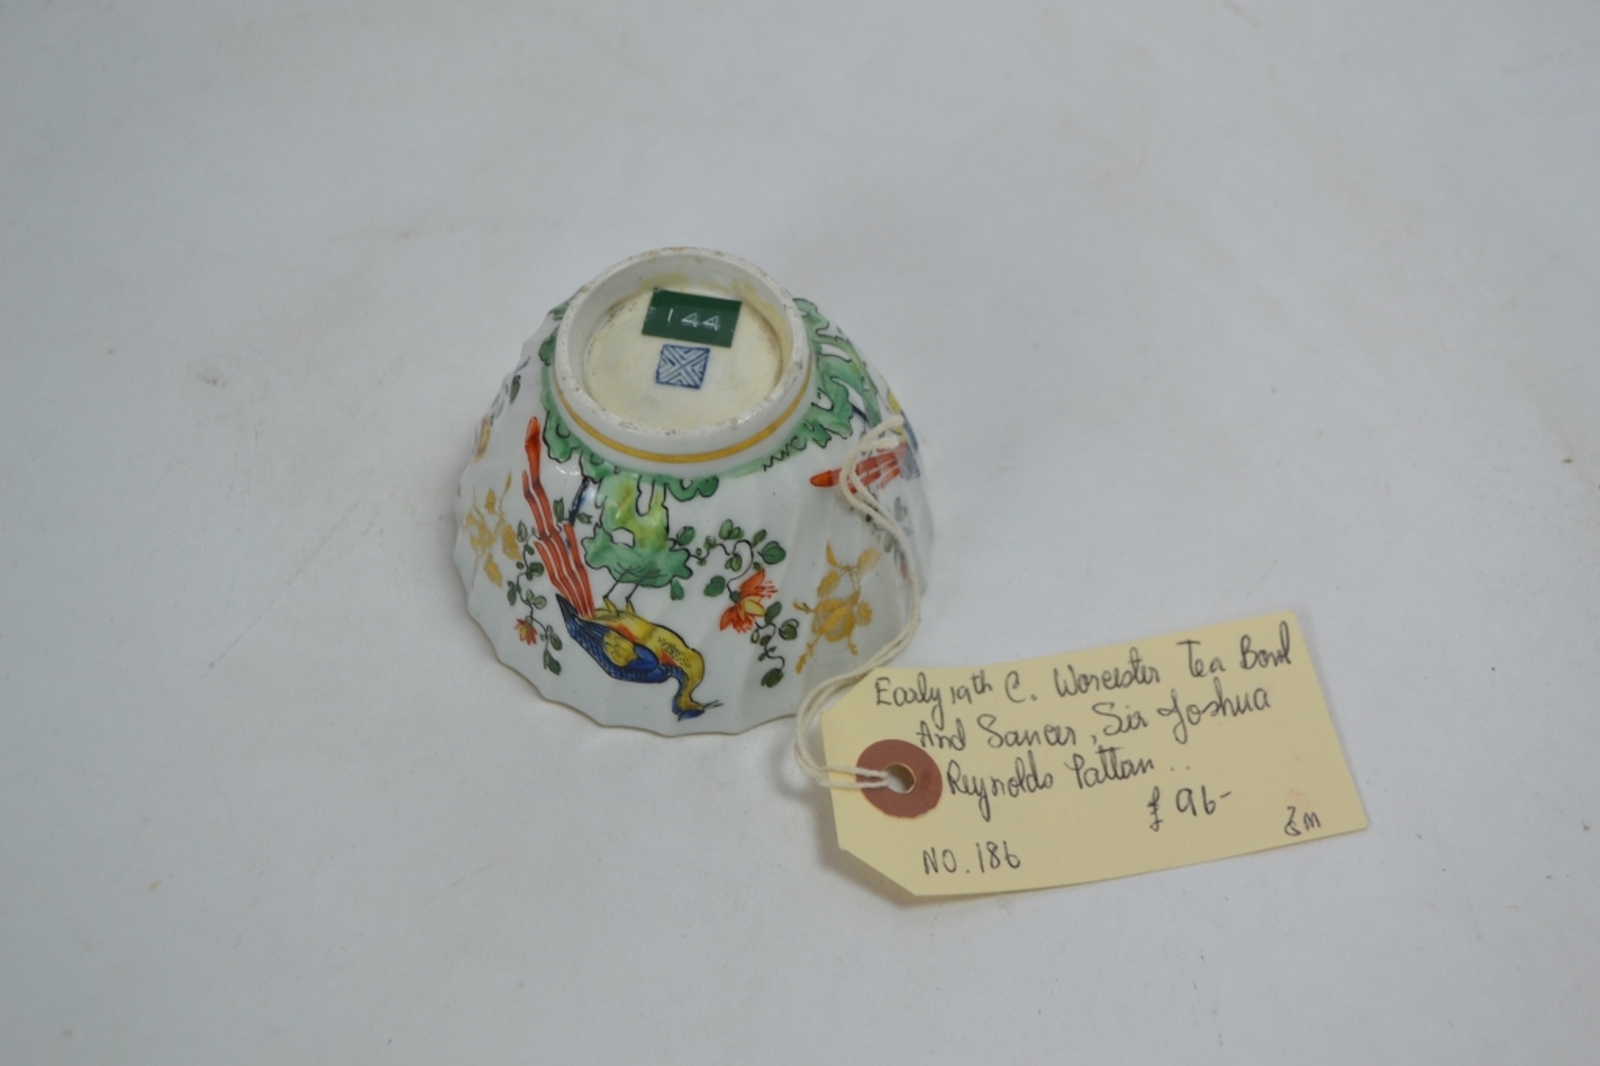 144
Early 19th C. Worcester Tea Bowl
And Saucer, Sir Joshua
Reynolds Pattern..
£96-
NO. 186